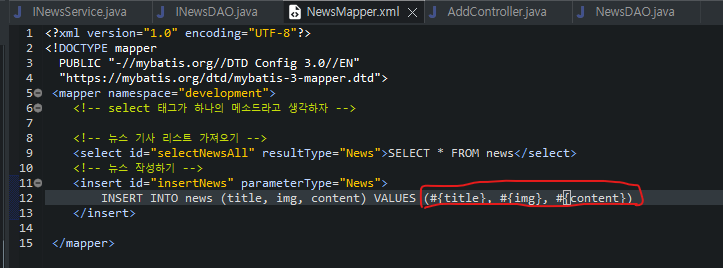 INewsService.java INewsDAO.java NewsMapper.xml AddController.java NewsDAO.java
1 <?xml version="1.0" encoding="UTF-8"?>
2 <!DOCTYPE mapper
3 PUBLIC "-//mybatis.org//DTD Config 3.0//EN"
4 "https://mybatis.org/dtd/mybatis-3-mapper.dtd">
5 <mapper namespace="development">
6 <!-- select 태그가 하나의 메소드라고 생각하자 -->
7
8 <!-- 뉴스 기사 리스트 가져오기 -->
9 <select id="selectNewsAll" resultType="News">SELECT * FROM news</select>
10 <!-- 뉴스 작성하기 -->
11 <insert id="insertNews" parameterType="News">
12 INSERT INTO news (title, img, content) VALUES (#{title}, #{img}, #{content})
13 </insert>
14
15 </mapper>